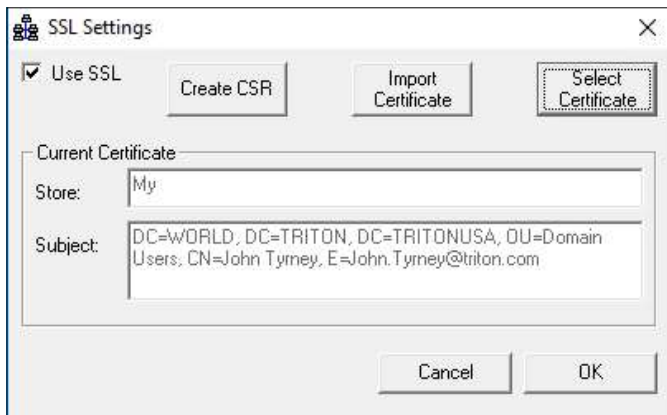 SSL Settings
Use SSL
Create CSR
Import
Certificate
Select
Certificate
Current Certificate
Store:
My
Subject:
DC=WORLD, DC=TRITON, DC=TRITONUSA, OU=Domain
Users, CN=John Tyrney, E=John.Tyrney@triton.com
Cancel
OK